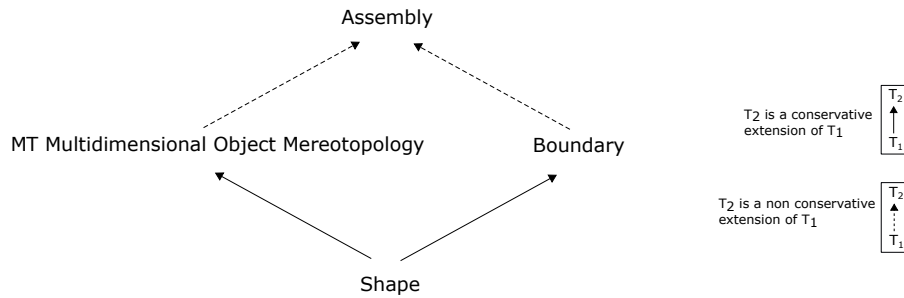 Assembly
MT Multidimensional Object Mereotopology
Boundary
Shape
T2 is a conservative
extension of T1
T2
T1
T2 is a non conservative
extension of T1
T2
T1